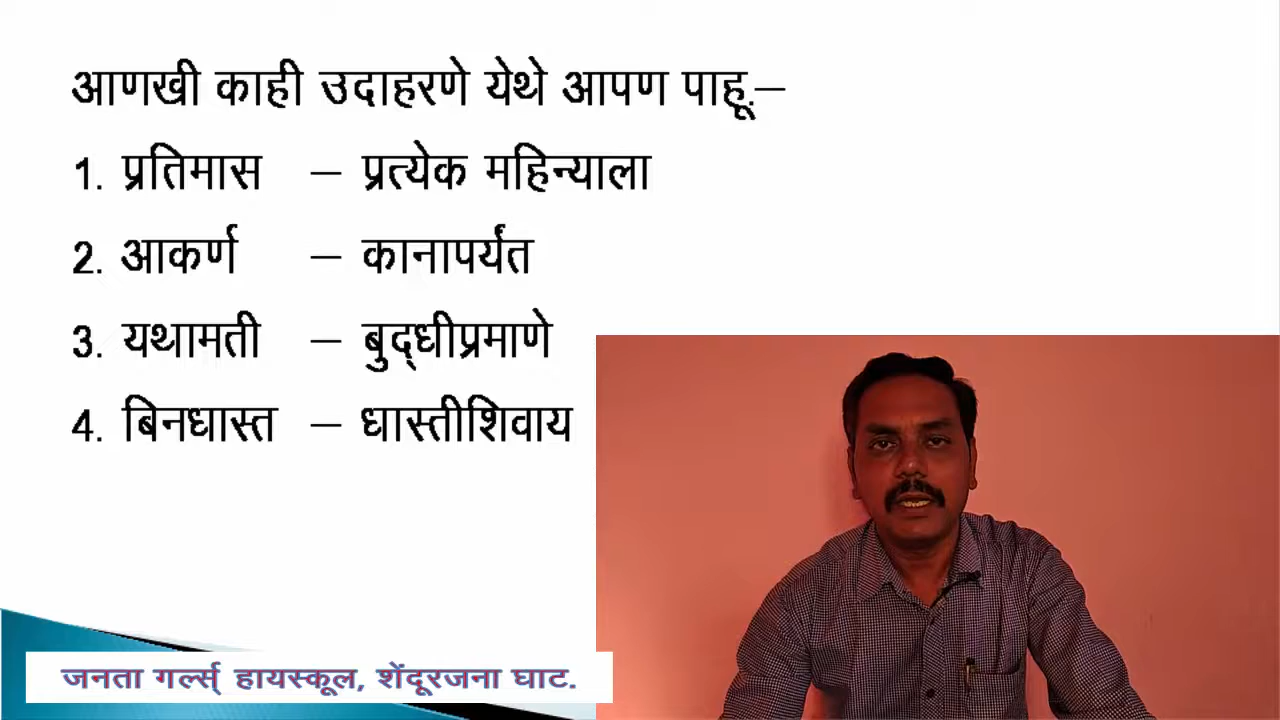 आणखी काही उदाहरणे येथे आपण पाहू.–
1. प्रतिमास – प्रत्येक महिन्याला
2. आकर्ण – कानापर्यंत
3. यथामती – बुद्‌धीप्रमाणे
4. बिनधास्त – धास्तीशिवाय
जनता गर्ल्स् हायस्कूल, शेंदूरजना घाट.